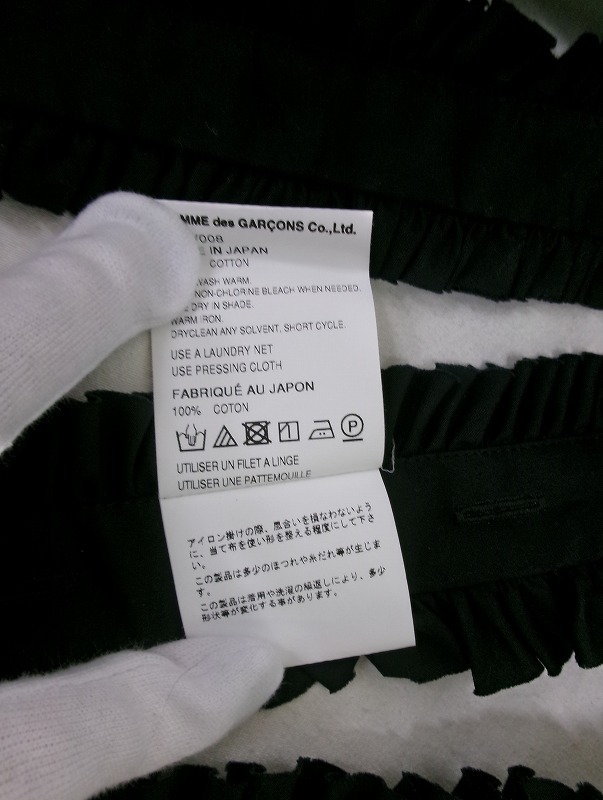 MME des GARÇONS Co.,Ltd.
7008
E IN JAPAN
COTTON
WASH WARM.
NON-CHLORINE BLEACH WHEN NEEDED.
DRY IN SHADE.
WARM IRON.
DRYCLEAN ANY SOLVENT, SHORT CYCLE.
USE A LAUNDRY NET
USE PRESSING CLOTH
FABRIQUÉ AU JAPON
100% COTON
P
UTILISER UN FILET A LINGE
UTILISER UNE PATTEMOUILLE
アイロン掛けの際、風合いを損なわないよう
に、当て布を使い形を整える程度にして下さ
い。
この製品は多少のほつれや糸だれ等が生じま
す。
この製品は着用や洗濯の繰返しにより、多少
形状等が変化する事があります。